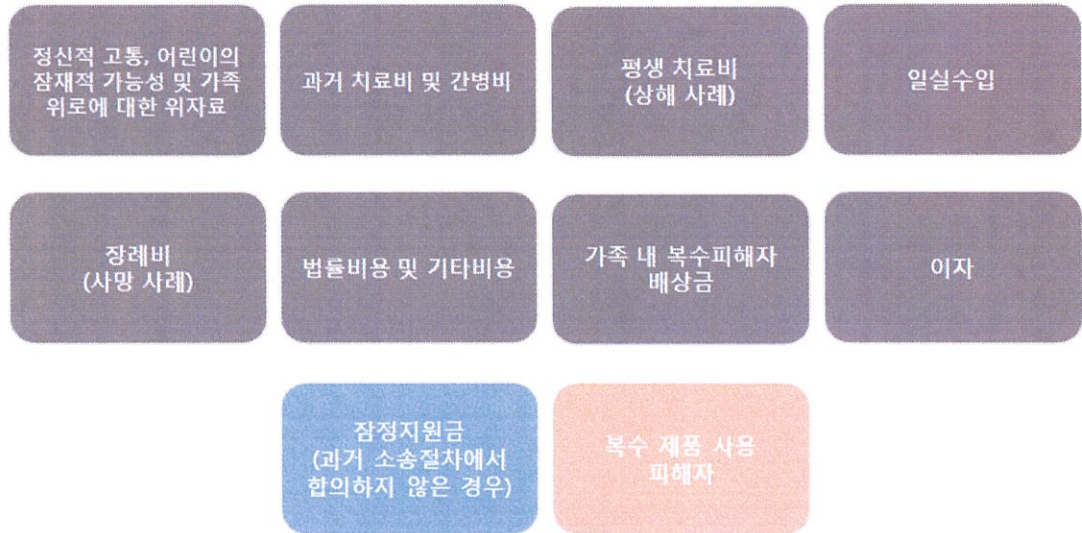 정신적 고통, 어린이의
잠재적 가능성 및 가족
위로에 대한 위자료
과거 치료비 및 간병비
평생 치료비
(상해 사례)
일실수입
장례비
(사망 사례)
법률비용 및 기타비용
가족 내 복수피해자
배상금
이자
잠정지원금
(과거 소송절차에서
합의하지 않은 경우)
복수 제품 사용
피해자